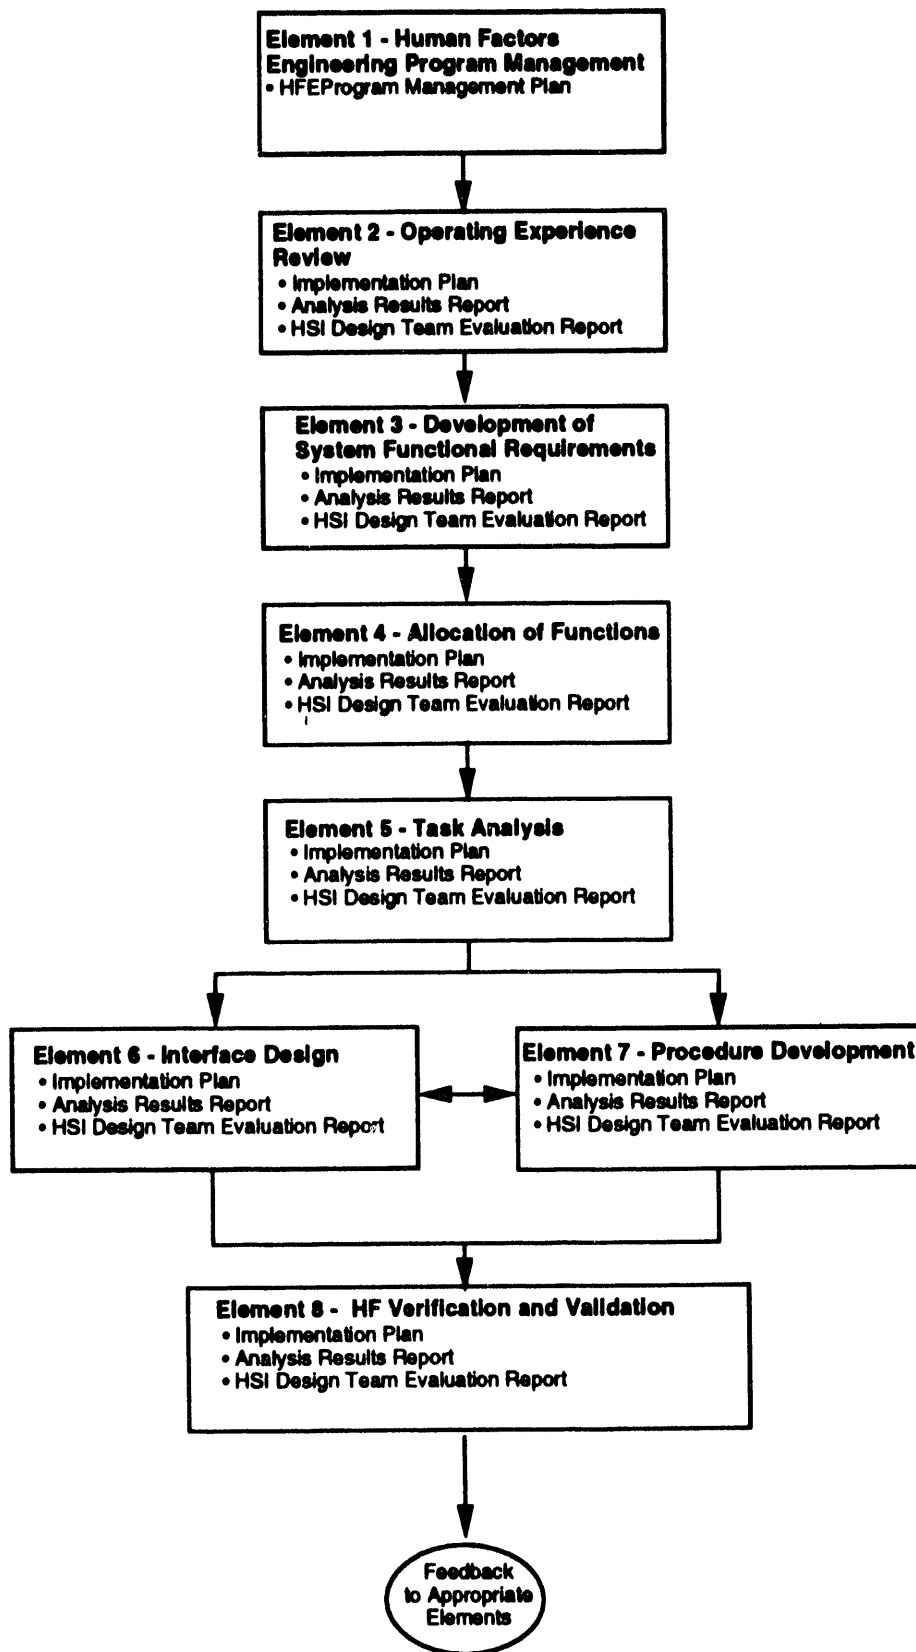 Element 1 - Human Factors
Engineering Program Management
• HFEProgram Management Plan
Element 2 - Operating Experience
Review
• Implementation Plan
• Analysis Results Report
• HSI Design Team Evaluation Report
Element 3 - Development of
System Functional Requirements
• Implementation Plan
• Analysis Results Report
• HSI Design Team Evaluation Report
Element 4 - Allocation of Functions
• Implementation Plan
• Analysis Results Report
• HSI Design Team Evaluation Report
Element 5 - Task Analysis
• Implementation Plan
• Analysis Results Report
• HSI Design Team Evaluation Report
Element 6 - Interface Design
• Implementation Plan
• Analysis Results Report
• HSI Design Team Evaluation Report
Element 7 - Procedure Development
• Implementation Plan
• Analysis Results Report
• HSI Design Team Evaluation Report
Element 8 - HF Verification and Validation
• Implementation Plan
• Analysis Results Report
• HSI Design Team Evaluation Report
Feedback
to Appropriate
Elements